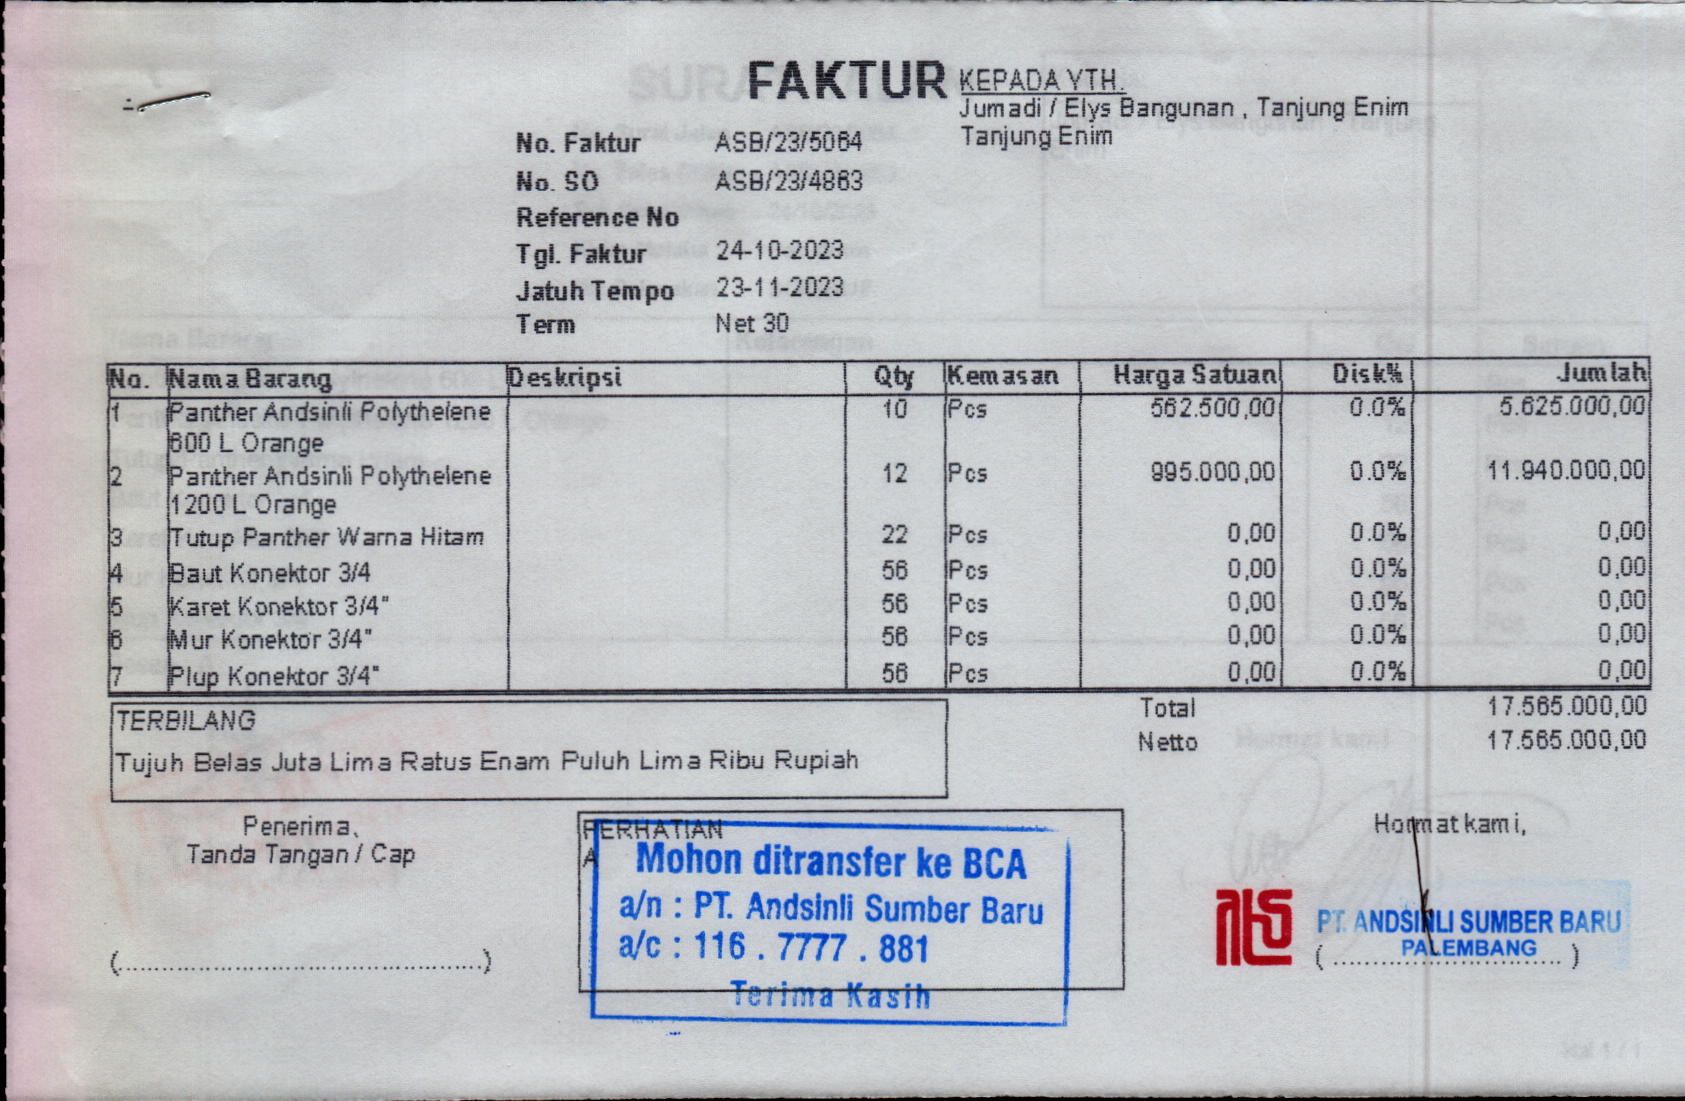 FAKTUR
KEPADA YTH.
Jumadi / Elys Bangunan , Tanjung Enim
Tanjung Enim
No. Faktur ASB/23/5064
No. SO ASB/23/4863
Reference No
Tgl. Faktur 24-10-2023
Jatuh Tempo 23-11-2023
Term Net 30
No. Nama Barang Deskripsi Qty Kemasan Harga Satuan Disk% Jumlah
1 Panther Andsinli Polythelene 10 Pcs 562.500,00 0.0% 5.625.000,00
600 L Orange
2 Panther Andsinli Polythelene 12 Pcs 995.000,00 0.0% 11.940.000,00
1200 L Orange
3 Tutup Panther Warna Hitam 22 Pcs 0,00 0.0% 0,00
4 Baut Konektor 3/4 56 Pcs 0,00 0.0% 0,00
5 Karet Konektor 3/4" 56 Pcs 0,00 0.0% 0,00
6 Mur Konektor 3/4" 56 Pcs 0,00 0.0% 0,00
7 Plup Konektor 3/4" 56 Pcs 0,00 0.0% 0,00
TERBILANG
Tujuh Belas Juta Lima Ratus Enam Puluh Lima Ribu Rupiah
Total 17.565.000,00
Netto 17.565.000,00
Penerima,
Tanda Tangan / Cap
(................................................)
PERHATIAN
Mohon ditransfer ke BCA
a/n : PT. Andsinli Sumber Baru
a/c : 116 . 7777 . 881
Terima Kasih
Hormat kami,
PT. ANDSINLI SUMBER BARU
PALEMBANG
( .............................. )